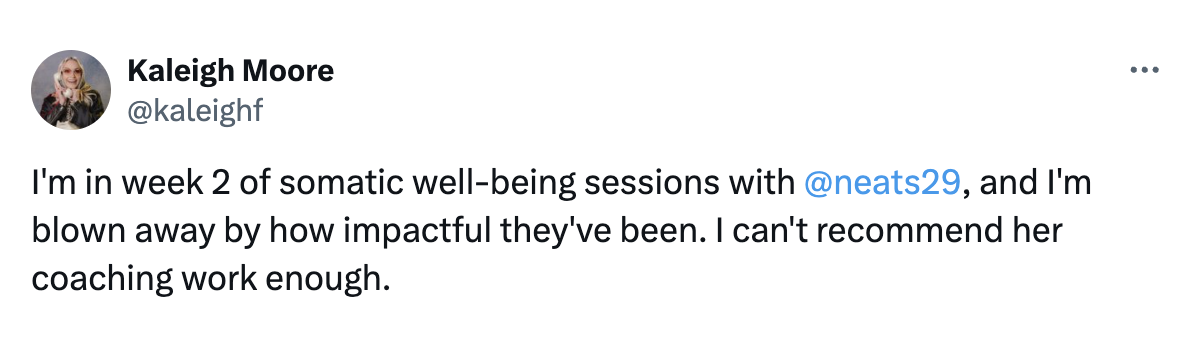 Kaleigh Moore
@kaleighf
I'm in week 2 of somatic well-being sessions with @neats29, and I'm
blown away by how impactful they've been. I can't recommend her
coaching work enough.